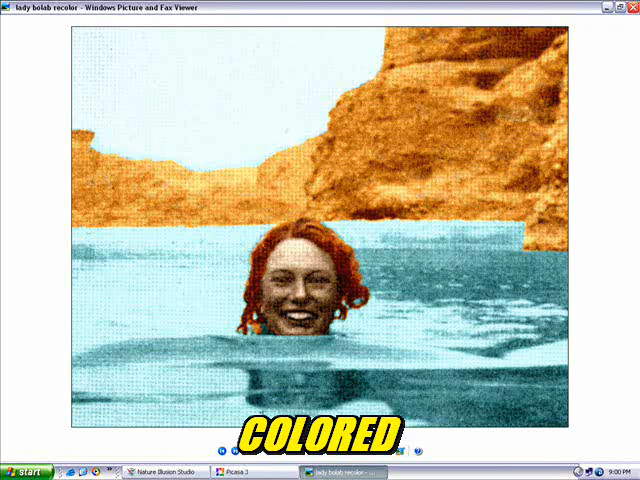 lady bolab recolor - Windows Picture and Fax Viewer
COLORED
start
Nature Illusion Studio
Picasa 3
lady bolab recolor - ...
9:00 PM